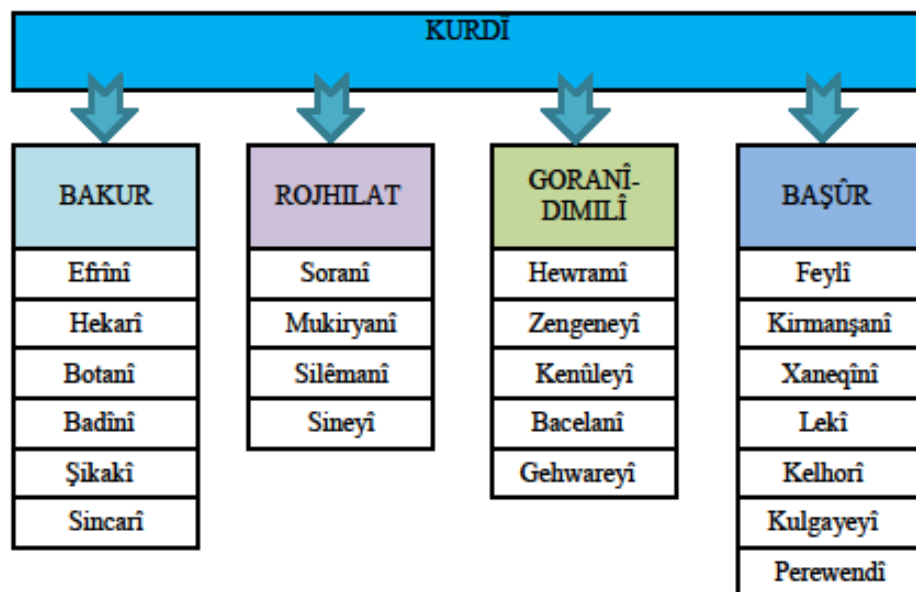 KURDÎ
BAKUR
Efrînî
Hekarî
Botanî
Badînî
Şikakî
Sincarî
ROJHILAT
Soranî
Mukiryanî
Silêmanî
Sineyî
GORANÎ-
DIMILÎ
Hewramî
Zengeneyî
Kenûleyî
Bacelanî
Gehwareyî
BAŞÛR
Feylî
Kirmanşanî
Xaneqînî
Lekî
Kelhorî
Kulgayeyî
Perewendî